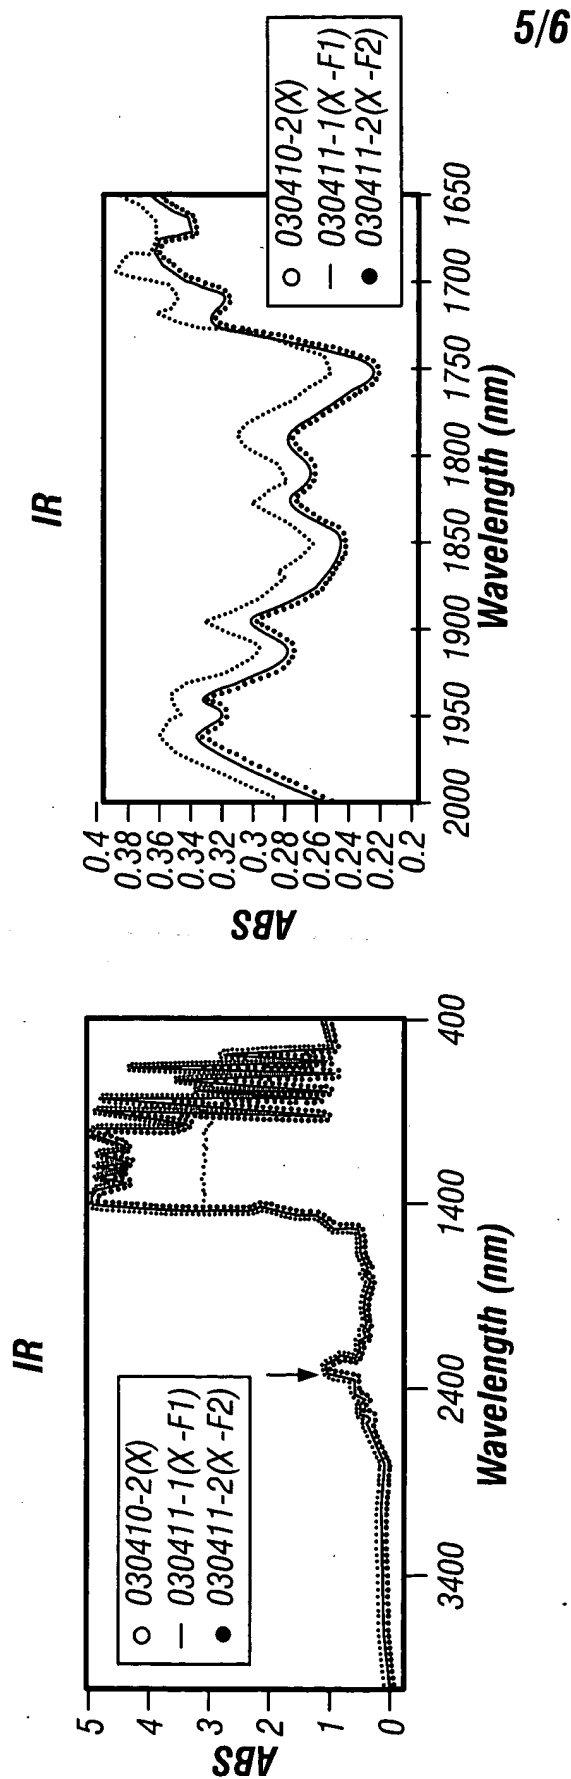 5/6
IR
ABS
5
4
3
2
1
0
3400
2400
1400
400
Wavelength (nm)
030410-2(X)
030411-1(X -F1)
030411-2(X -F2)
IR
ABS
0.4
0.38
0.36
0.34
0.32
0.3
0.28
0.26
0.24
0.22
0.2
2000
1950
1900
1850
1800
1750
1700
1650
Wavelength (nm)
030410-2(X)
030411-1(X -F1)
030411-2(X -F2)